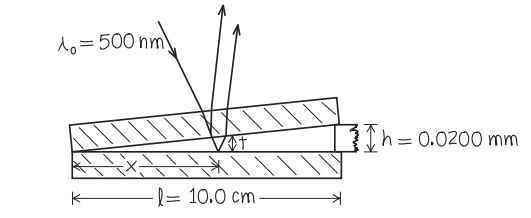 λ₀ = 500 nm
t
h = 0.0200 mm
x
l = 10.0 cm